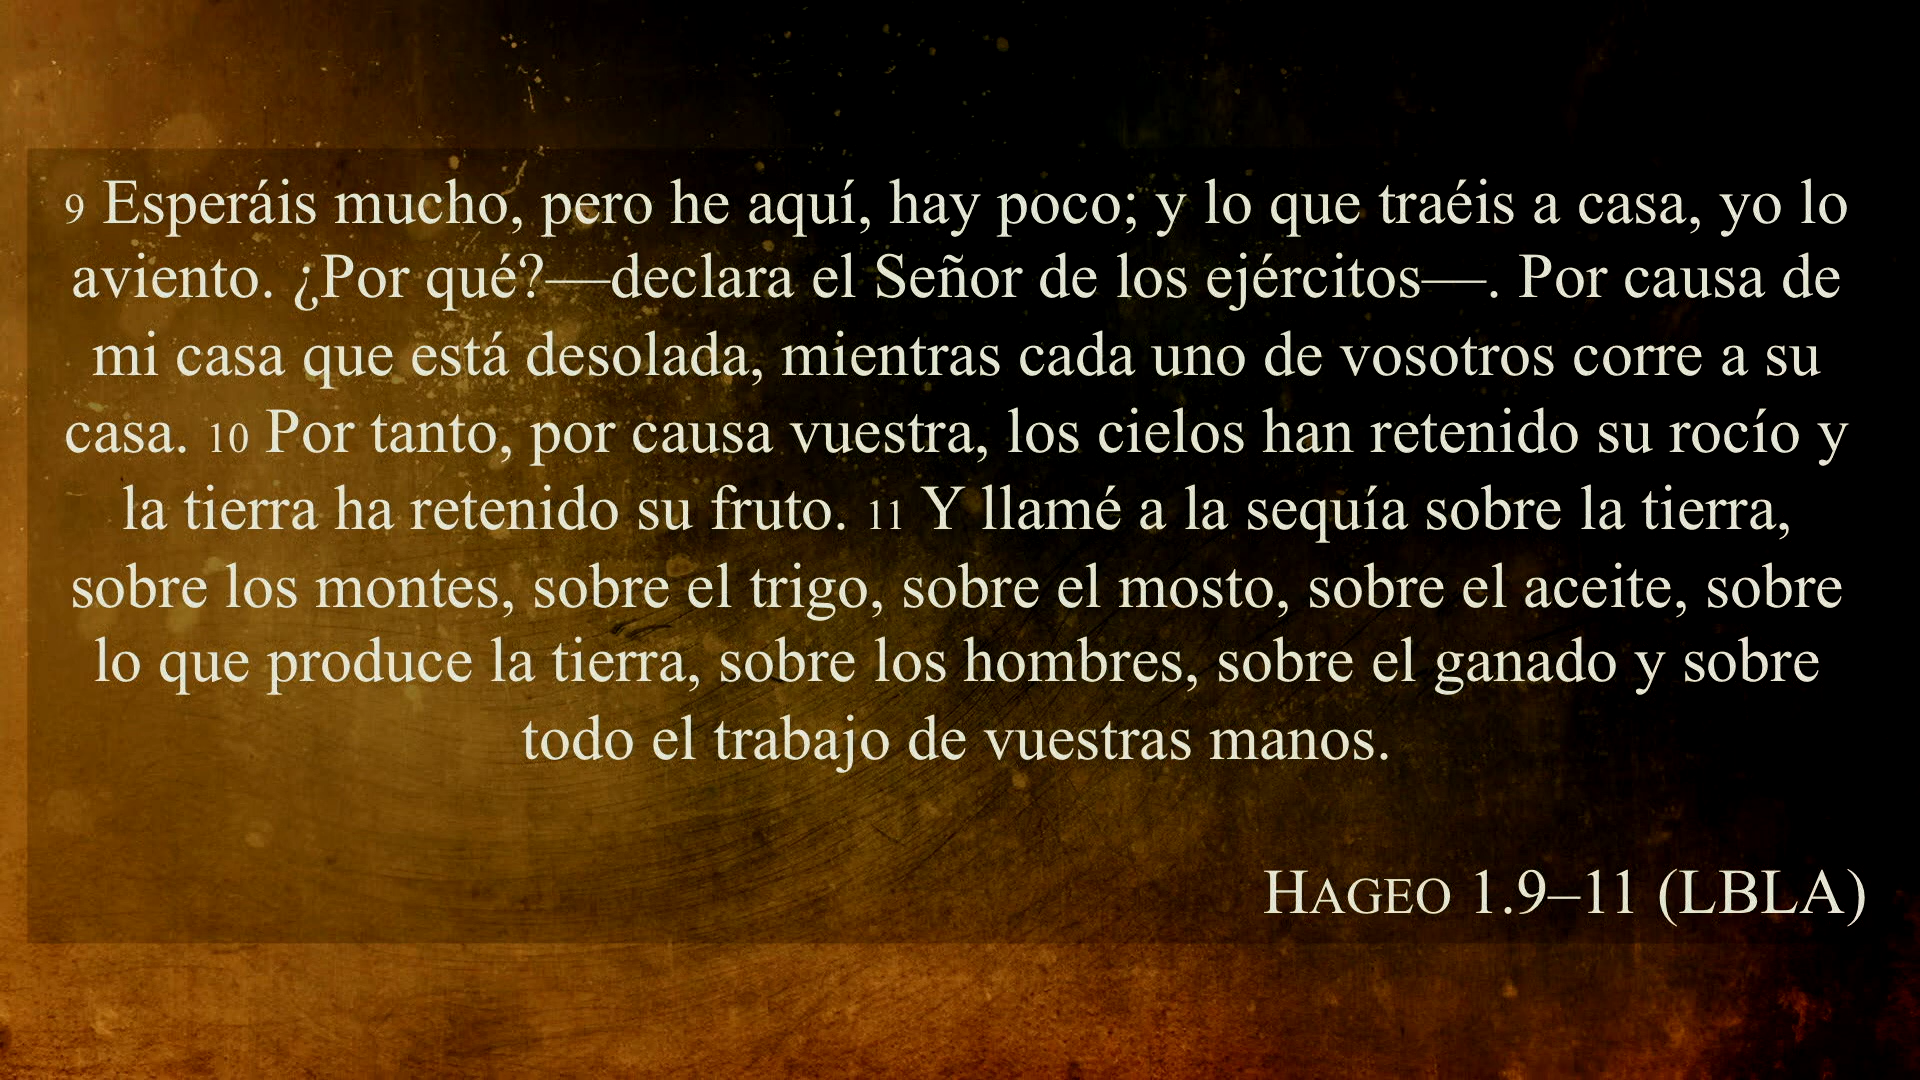 9 Esperáis mucho, pero he aquí, hay poco; y lo que traéis a casa, yo lo
aviento. ¿Por qué?—declara el Señor de los ejércitos—. Por causa de
mi casa que está desolada, mientras cada uno de vosotros corre a su
casa. 10 Por tanto, por causa vuestra, los cielos han retenido su rocío y
la tierra ha retenido su fruto. 11 Y llamé a la sequía sobre la tierra,
sobre los montes, sobre el trigo, sobre el mosto, sobre el aceite, sobre
lo que produce la tierra, sobre los hombres, sobre el ganado y sobre
todo el trabajo de vuestras manos.
HAGEO 1.9–11 (LBLA)